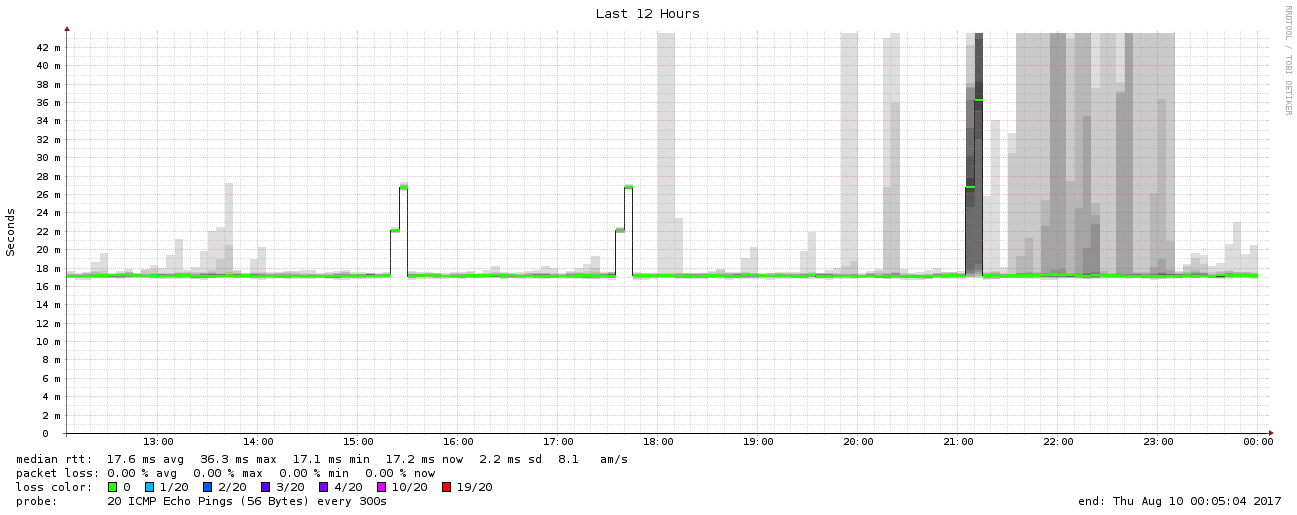 Last 12 Hours
RRDTOOL / TOBI OETIKER
Seconds
42 m
40 m
38 m
36 m
34 m
32 m
30 m
28 m
26 m
24 m
22 m
20 m
18 m
16 m
14 m
12 m
10 m
8 m
6 m
4 m
2 m
0
13:00 14:00 15:00 16:00 17:00 18:00 19:00 20:00 21:00 22:00 23:00 00:00
median rtt: 17.6 ms avg 36.3 ms max 17.1 ms min 17.2 ms now 2.2 ms sd 8.1 am/s
packet loss: 0.00 % avg 0.00 % max 0.00 % min 0.00 % now
loss color: 0 1/20 2/20 3/20 4/20 10/20 19/20
probe: 20 ICMP Echo Pings (56 Bytes) every 300s end: Thu Aug 10 00:05:04 2017